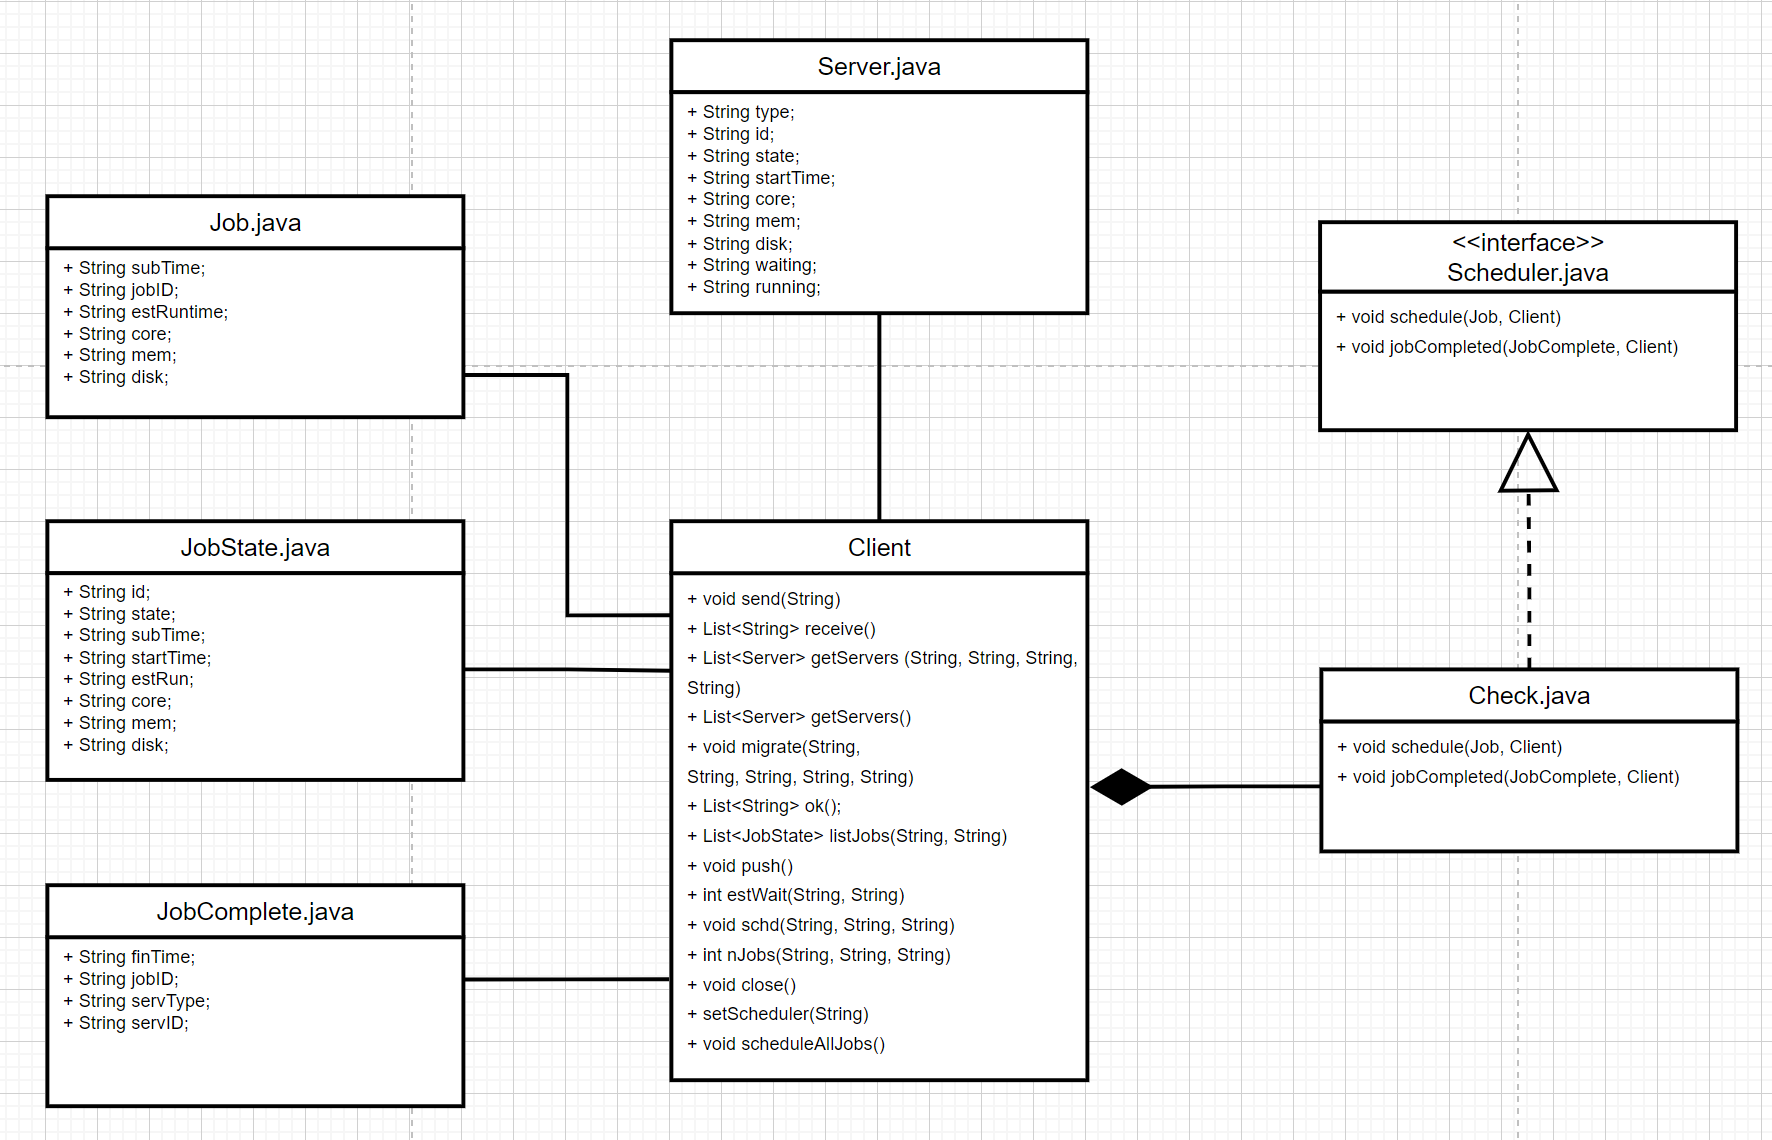 Server.java
+ String type;
+ String id;
+ String state;
+ String startTime;
+ String core;
+ String mem;
+ String disk;
+ String waiting;
+ String running;
Job.java
+ String subTime;
+ String jobID;
+ String estRuntime;
+ String core;
+ String mem;
+ String disk;
<<interface>>
Scheduler.java
+ void schedule(Job, Client)
+ void jobCompleted(JobComplete, Client)
JobState.java
+ String id;
+ String state;
+ String subTime;
+ String startTime;
+ String estRun;
+ String core;
+ String mem;
+ String disk;
Client
+ void send(String)
+ List<String> receive()
+ List<Server> getServers (String, String, String,
String)
+ List<Server> getServers()
+ void migrate(String,
String, String, String, String)
+ List<String> ok();
+ List<JobState> listJobs(String, String)
+ void push()
+ int estWait(String, String)
+ void schd(String, String, String)
+ int nJobs(String, String, String)
+ void close()
+ setScheduler(String)
+ void scheduleAllJobs()
Check.java
+ void schedule(Job, Client)
+ void jobCompleted(JobComplete, Client)
JobComplete.java
+ String finTime;
+ String jobID;
+ String servType;
+ String servID;